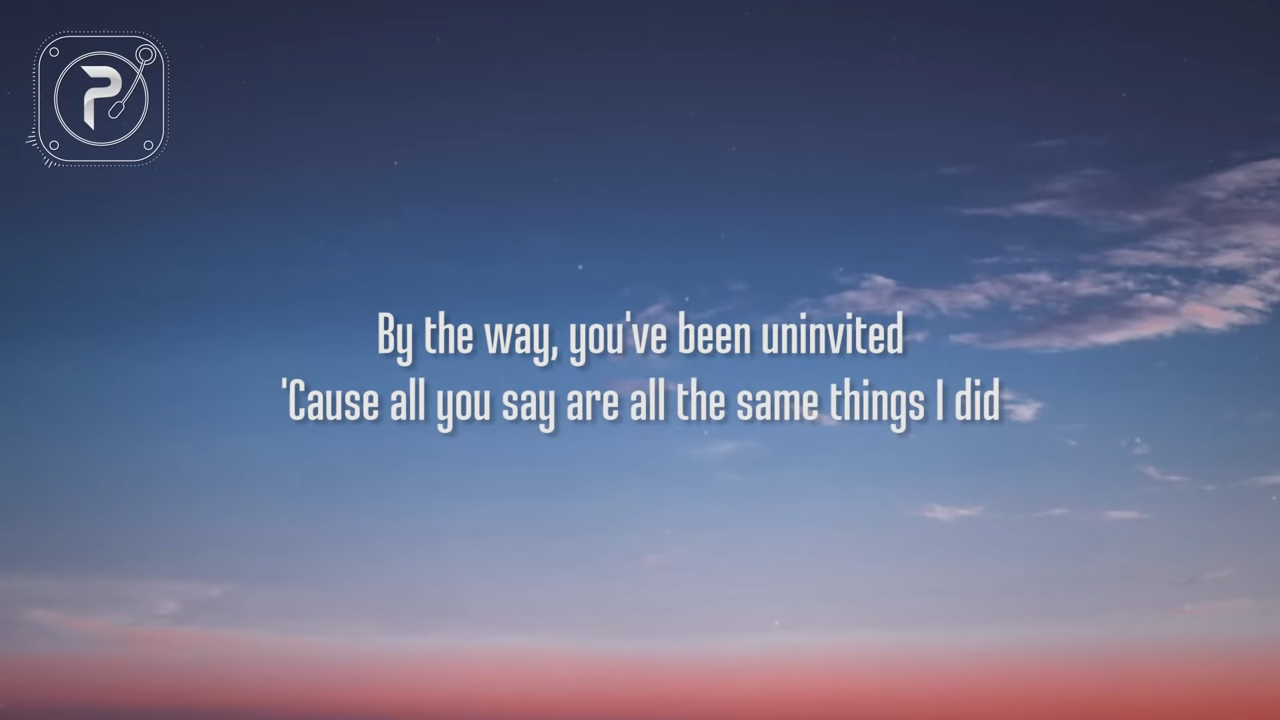 By the way, you've been uninvited
'Cause all you say are all the same things I did